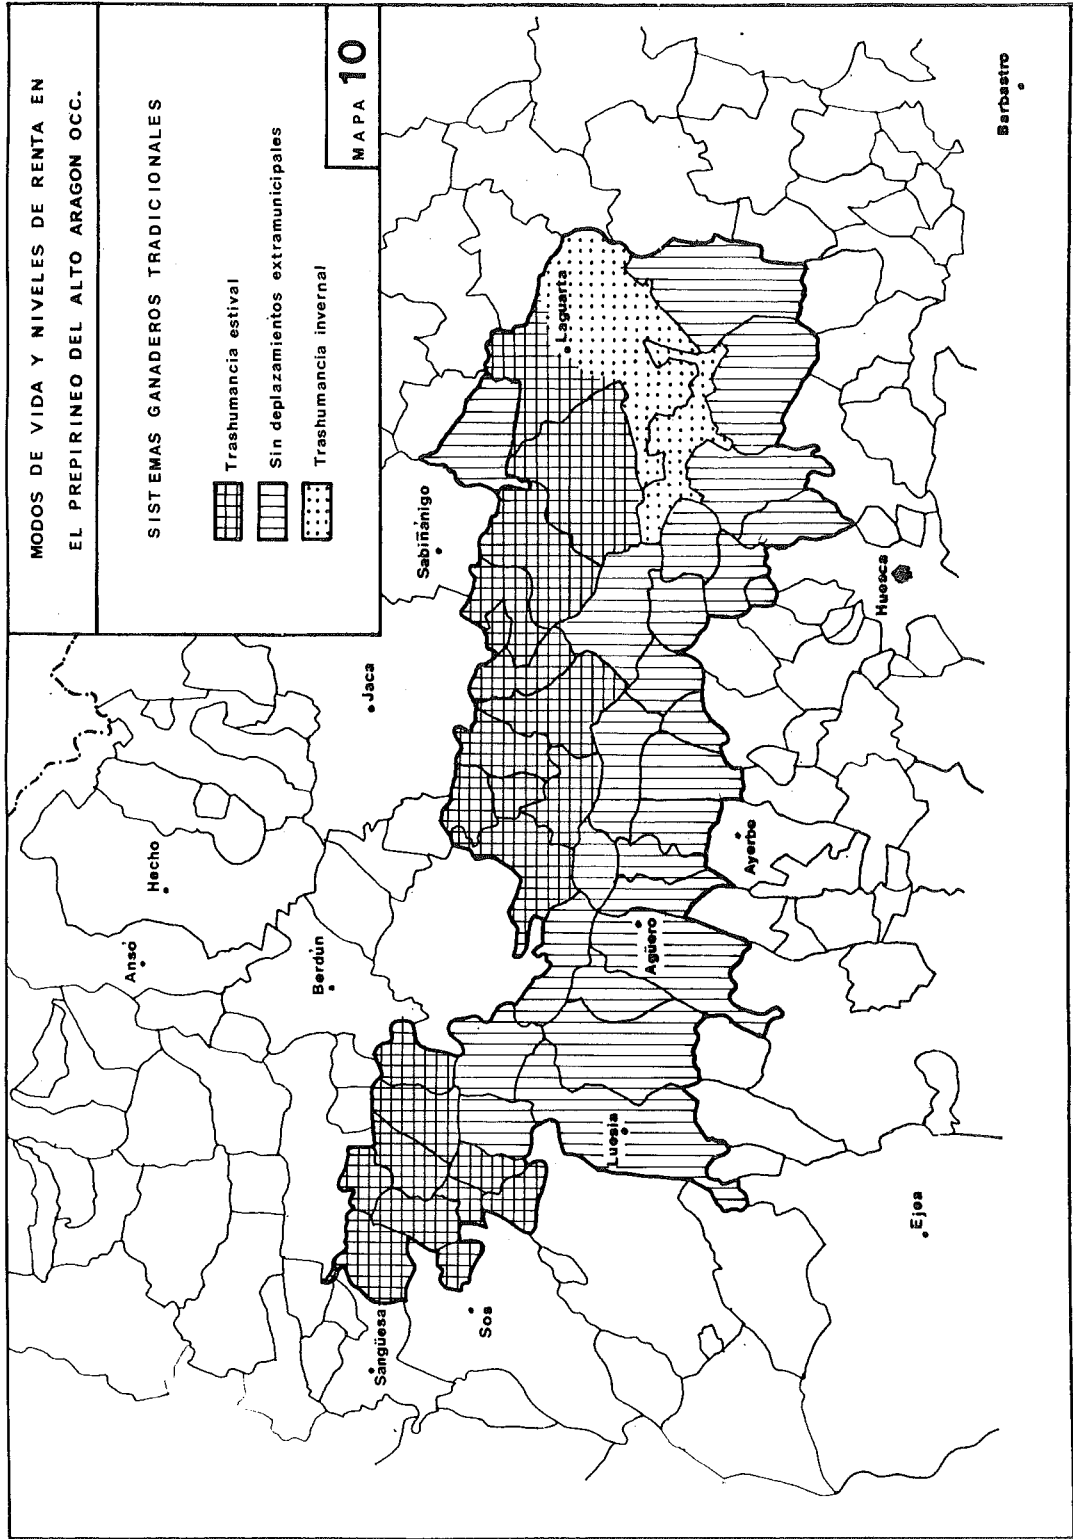 MODOS DE VIDA Y NIVELES DE RENTA EN
EL PREPIRINEO DEL ALTO ARAGON OCC.
SISTEMAS GANADEROS TRADICIONALES
Trashumancia estival
Sin deplazamientos extramunicipales
Trashumancia invernal
MAPA 10
Ansó
Hecho
Berdún
Jaca
Sabiñánigo
Sangüesa
Sos
Laguarta
Luesia
Agüero
Ayerbe
Huesca
Ejea
Barbastro